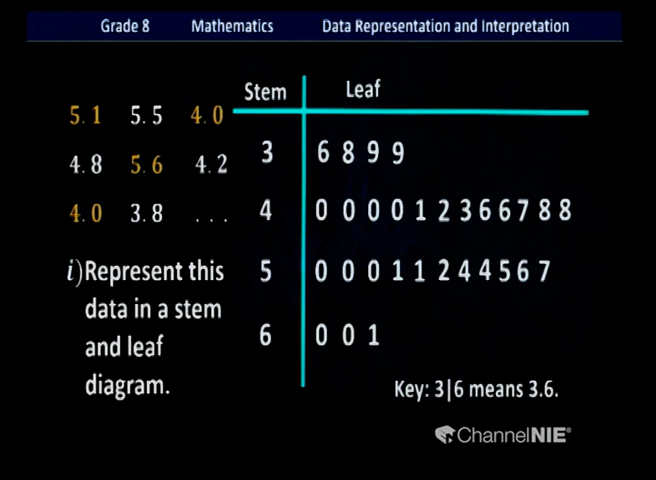 Grade 8 Mathematics Data Representation and Interpretation
Stem Leaf
5.1 5.5 4.0
4.8 5.6 4.2
4.0 3.8 ...
3 6 8 9 9
4 0 0 0 0 1 2 3 6 6 7 8 8
5 0 0 0 1 1 2 4 4 5 6 7
6 0 0 1
i)Represent this
data in a stem
and leaf
diagram.
Key: 3|6 means 3.6.
ChannelNIE®